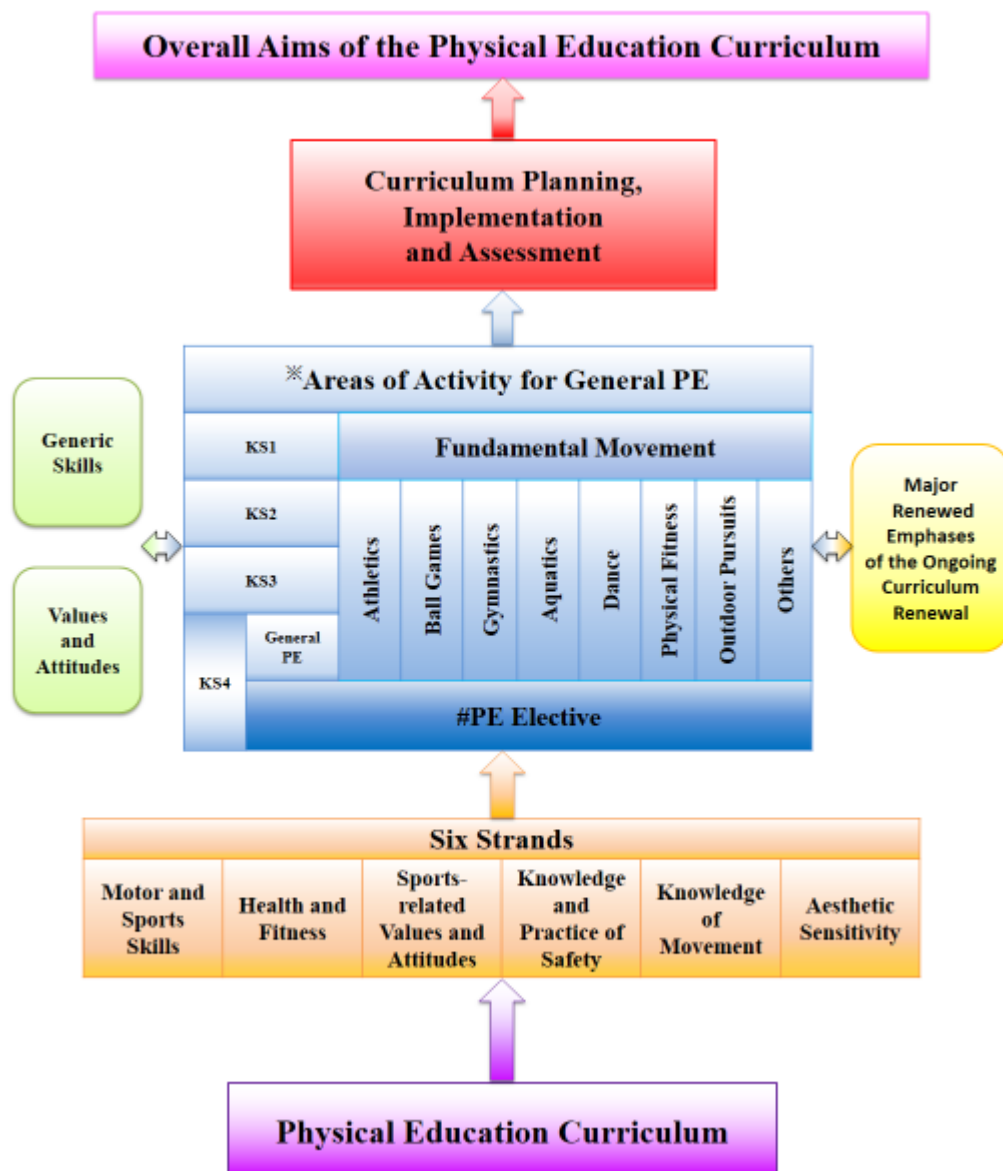 Overall Aims of the Physical Education Curriculum
Curriculum Planning,
Implementation
and Assessment
※Areas of Activity for General PE
Generic
Skills
Values
and
Attitudes
KS1
Fundamental Movement
KS2
KS3
KS4
General
PE
Athletics
Ball Games
Gymnastics
Aquatics
Dance
Physical Fitness
Outdoor Pursuits
Others
#PE Elective
Major
Renewed
Emphases
of the Ongoing
Curriculum
Renewal
Six Strands
Motor and
Sports
Skills
Health and
Fitness
Sports-
related
Values and
Attitudes
Knowledge
and
Practice of
Safety
Knowledge
of
Movement
Aesthetic
Sensitivity
Physical Education Curriculum